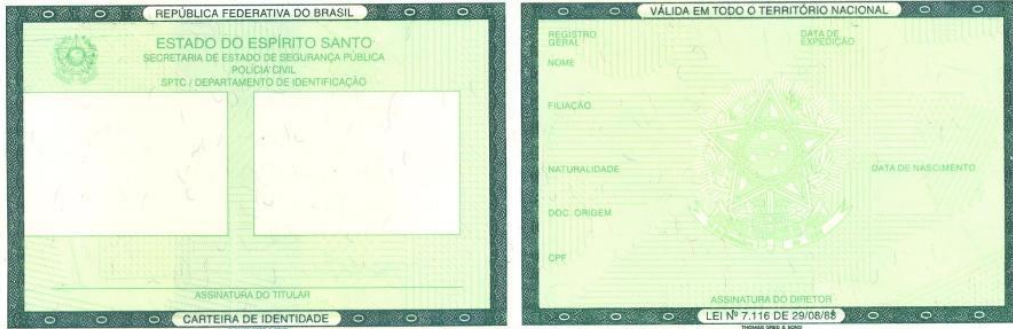 REPÚBLICA FEDERATIVA DO BRASIL
ESTADO DO ESPÍRITO SANTO
SECRETARIA DE ESTADO DE SEGURANÇA PÚBLICA
POLÍCIA CIVIL
SPTC / DEPARTAMENTO DE IDENTIFICAÇÃO
ASSINATURA DO TITULAR
CARTEIRA DE IDENTIDADE
VÁLIDA EM TODO O TERRITÓRIO NACIONAL
REGISTRO GERAL
DATA DE EXPEDIÇÃO
NOME
FILIAÇÃO
NATURALIDADE
DATA DE NASCIMENTO
DOC. ORIGEM
CPF
ASSINATURA DO DIRETOR
LEI Nº 7.116 DE 29/08/83